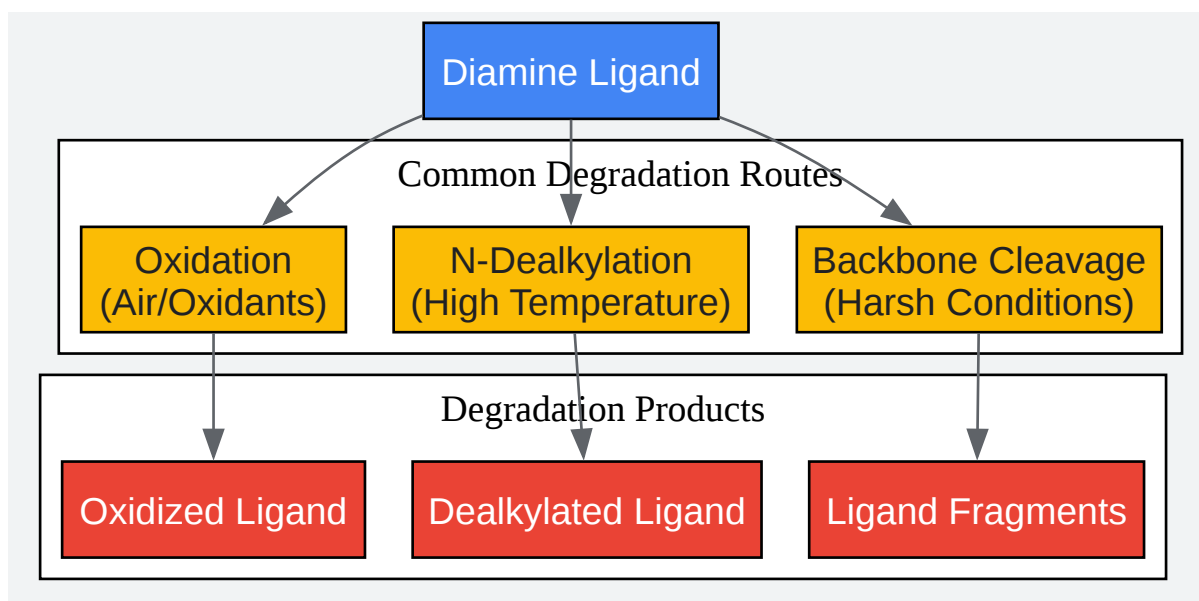 Diamine Ligand
Common Degradation Routes
Oxidation
(Air/Oxidants)
N-Dealkylation
(High Temperature)
Backbone Cleavage
(Harsh Conditions)
Degradation Products
Oxidized Ligand
Dealkylated Ligand
Ligand Fragments